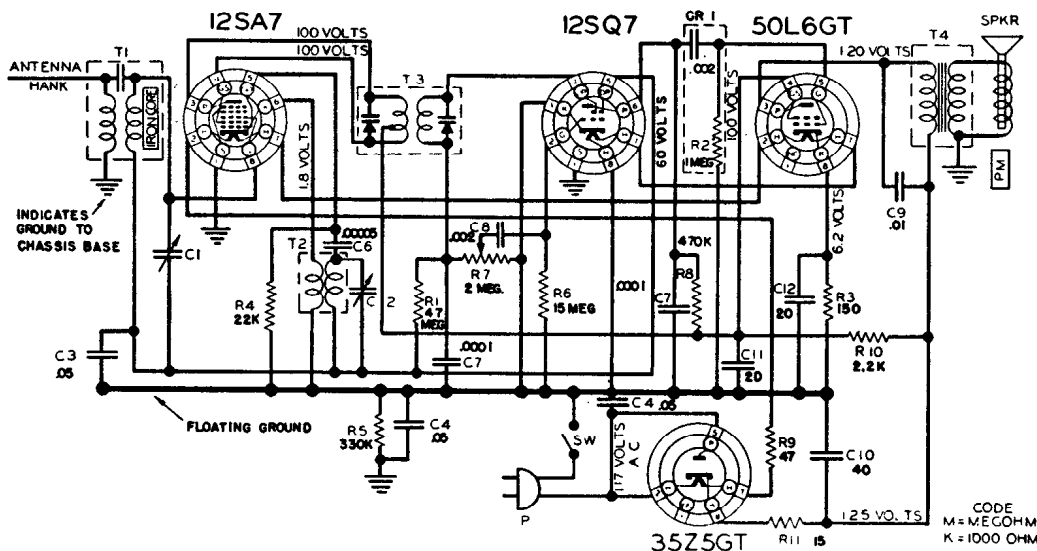 12SA7
12SQ7
GR 1
50L6GT
SPKR
100 VOLTS
100 VOLTS
ANTENNA
HANK
T1
IRON CORE
T3
.002
120 VOLTS
T4
1.8 VOLTS
60 VOLTS
R2
1 MEG.
100 VOLTS
PM
INDICATES
GROUND TO
CHASSIS BASE
C1
T2
.00005
C6
.002
C8
R7
2 MEG.
470K
R8
6.2 VOLTS
C9
.01
R4
22K
C 2
R1
47
MEG
R6
15 MEG
.0001
C7
C12
20
R3
150
C3
.05
.0001
C7
C11
20
R10
2.2K
FLOATING GROUND
R5
330K
C4
.05
SW
C4 .05
117 VOLTS
A C
R9
47
C10
40
P
35Z5GT
R11 15
125 VOLTS
CODE
M = MEGOHM
K = 1000 OHM